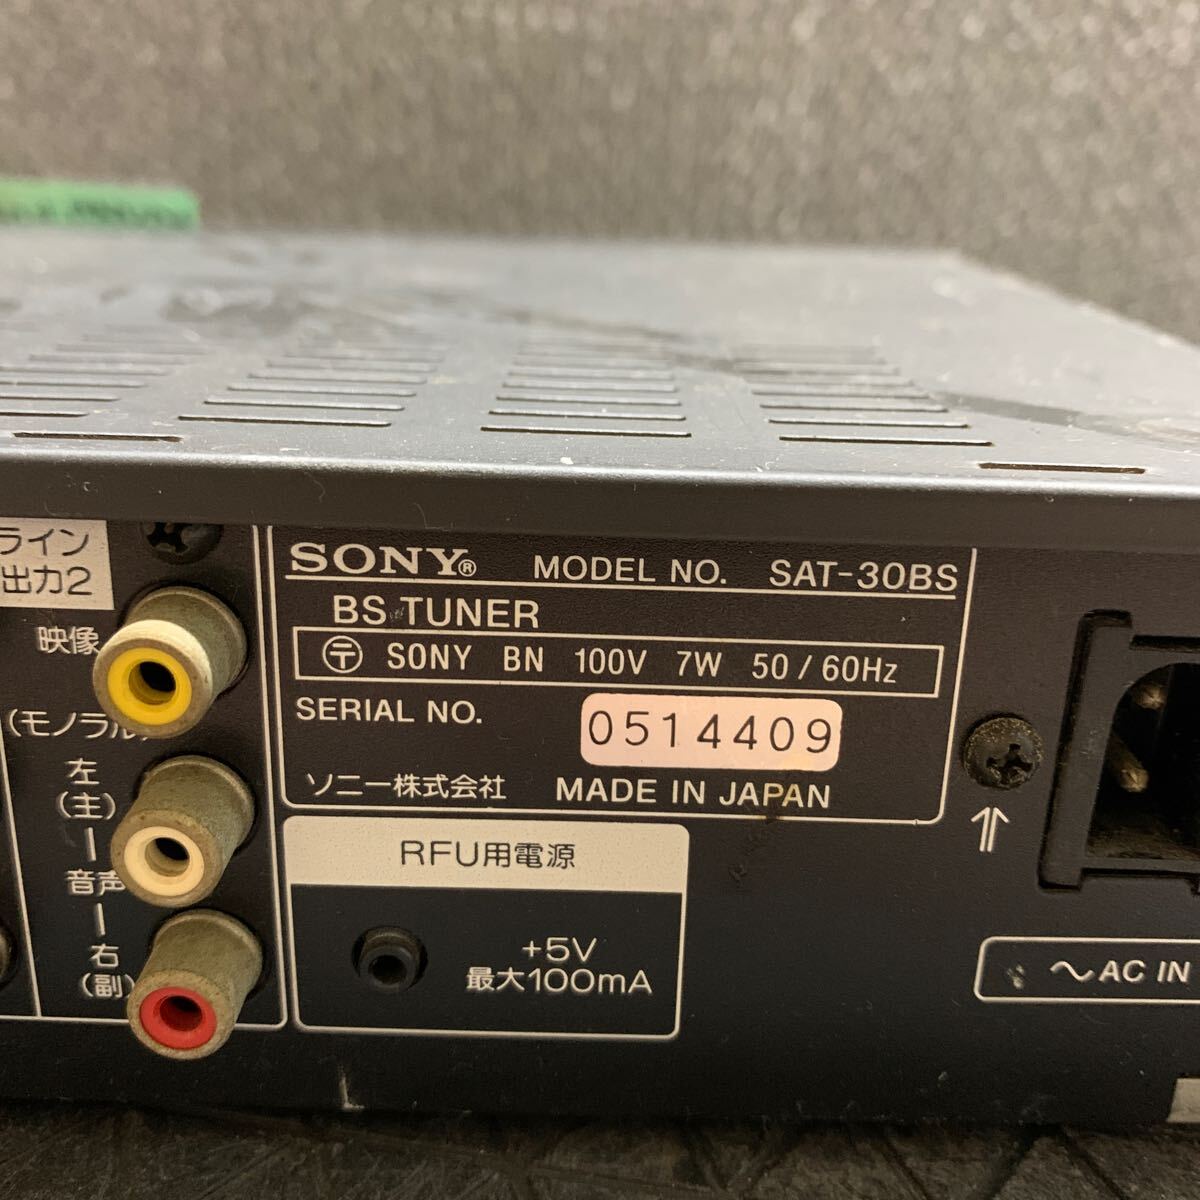 ライン
出力2
映像
(モノラル)
左
(主)
音声
右
(副)
SONY® MODEL NO. SAT-30BS
BS TUNER
〒 SONY BN 100V 7W 50/60Hz
SERIAL NO. 0514409
ソニー株式会社 MADE IN JAPAN
RFU用電源
+5V
最大100mA
～AC IN